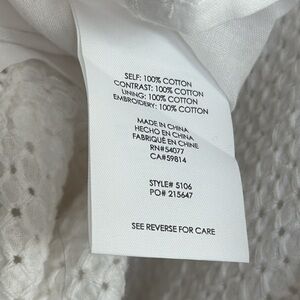 SELF: 100% COTTON
CONTRAST: 100% COTTON
LINING: 100% COTTON
EMBROIDERY: 100% COTTON
MADE IN CHINA
HECHO EN CHINA
FABRIQUÉ EN CHINE
RN#54077
CA#59814
STYLE# 5106
PO# 215647
SEE REVERSE FOR CARE